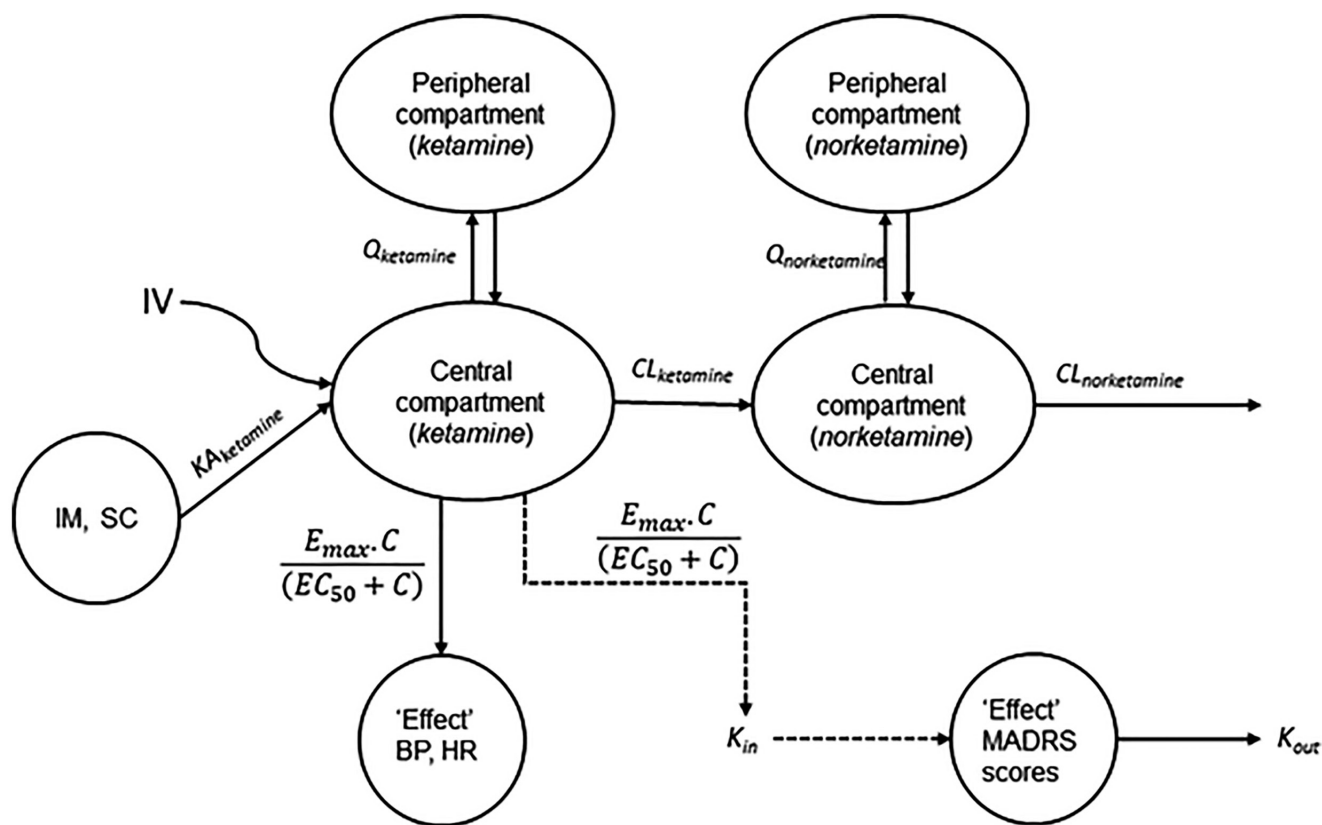 Peripheral
compartment
(ketamine)
Peripheral
compartment
(norketamine)
Qketamine
Qnorketamine
IV
Central
compartment
(ketamine)
CLketamine
Central
compartment
(norketamine)
CLnorketamine
KAketamine
IM, SC
Emax. C
(EC50 + C)
Emax. C
(EC50 + C)
'Effect'
BP, HR
Kin
'Effect'
MADRS
scores
Kout